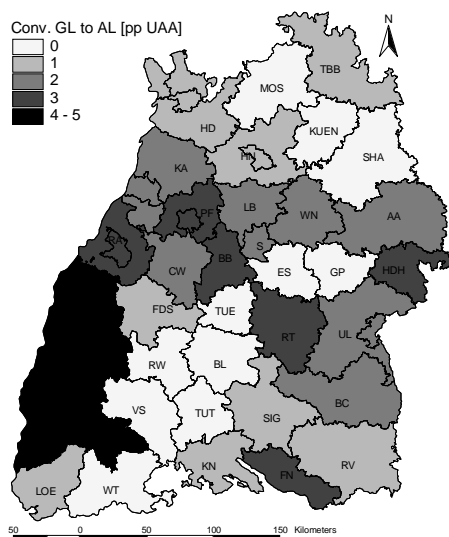 Conv. GL to AL [pp UAA]
0
1
2
3
4 - 5
N
TBB
MOS
HD
KUEN
HN
SHA
KA
PF
LB
WN
AA
RA
S
BB
CW
ES
GP
HDH
FDS
TUE
RT
UL
RW
BL
VS
TUT
SIG
BC
KN
FN
RV
LOE
WT
50 0 50 100 150 Kilometers